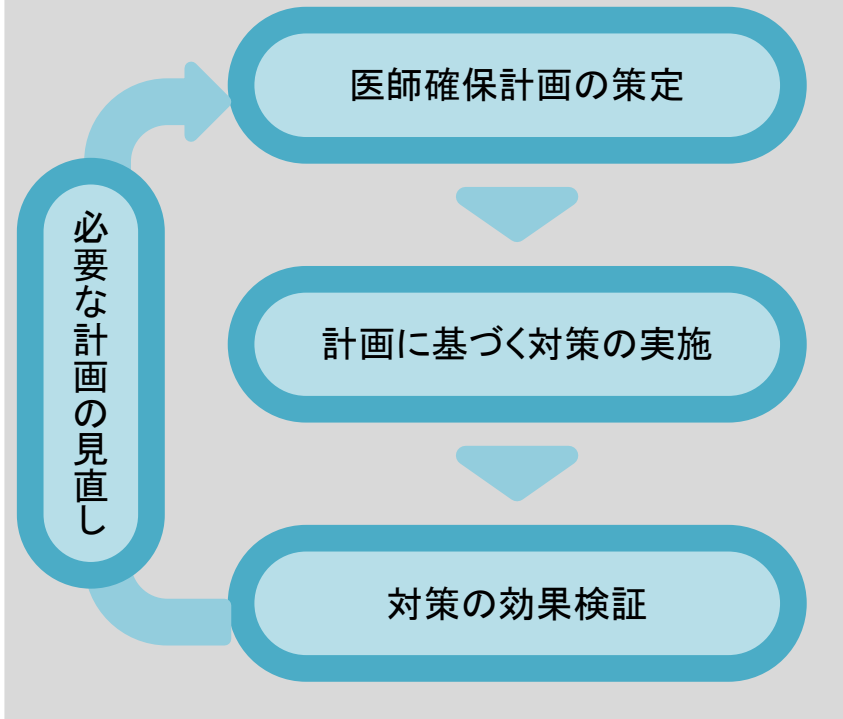 医師確保計画の策定
計画に基づく対策の実施
対策の効果検証
必要な計画の見直し